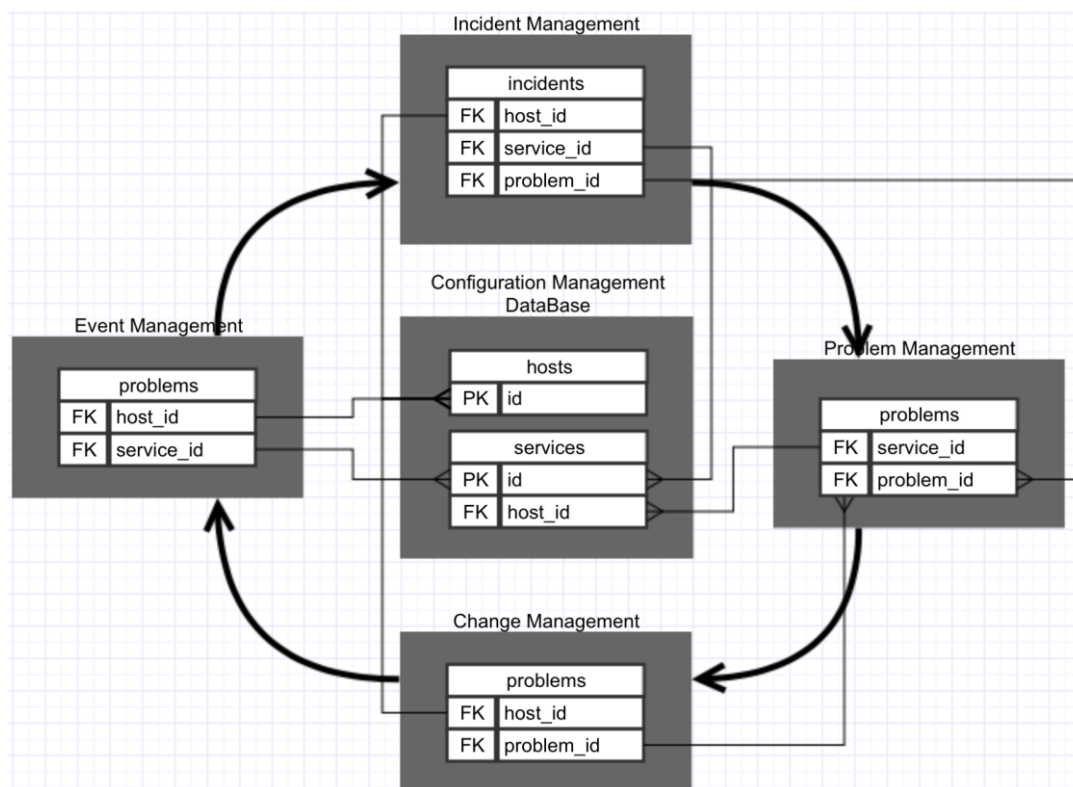 Incident Management
incidents
FK host_id
FK service_id
FK problem_id
Configuration Management
DataBase
hosts
PK id
services
PK id
FK host_id
Event Management
problems
FK host_id
FK service_id
Problem Management
problems
FK service_id
FK problem_id
Change Management
problems
FK host_id
FK problem_id